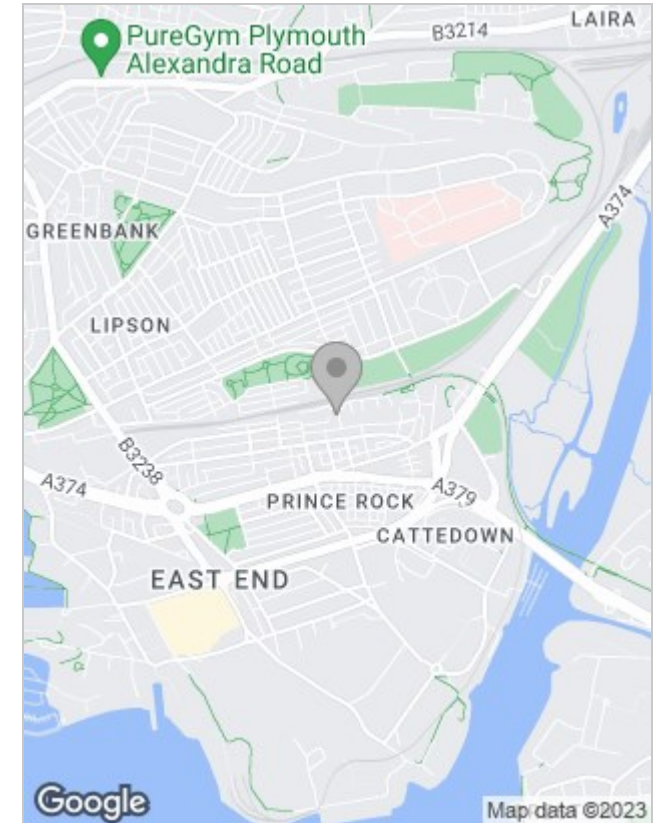 LAIRA
B3214
PureGym Plymouth
Alexandra Road
A374
GREENBANK
LIPSON
B3238
A374
A379
PRINCE ROCK
CATTEDOWN
EAST END
Google
Map data ©2023